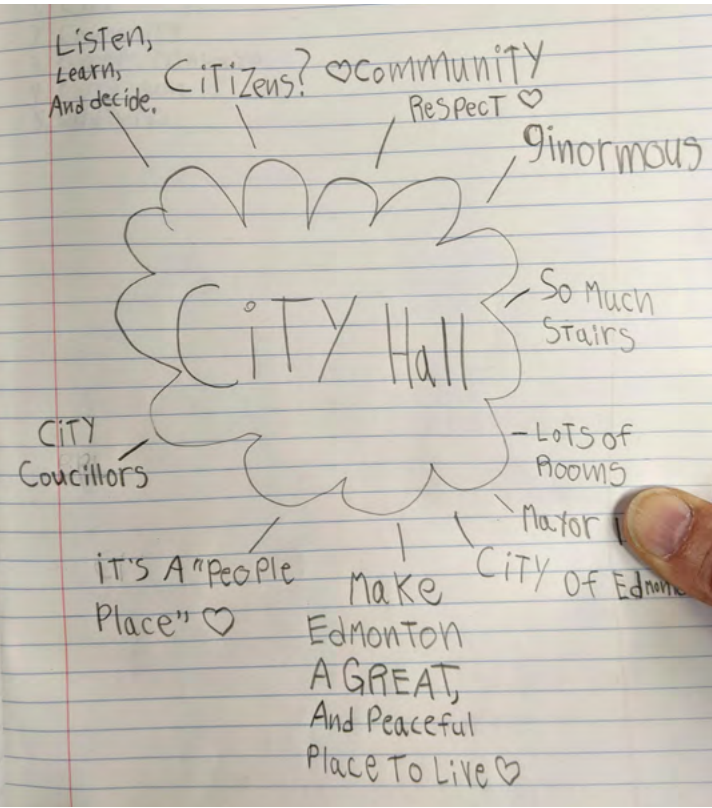 Listen,
Learn,
And decide.
Citizens?
♡Community
Respect ♡
ginormous
So Much
Stairs
City Hall
Lots of
Rooms
Mayor
City of
City
Coucillors
it's A "People
Place" ♡
Make
Edmonton
A GREAT,
And Peaceful
Place To Live ♡